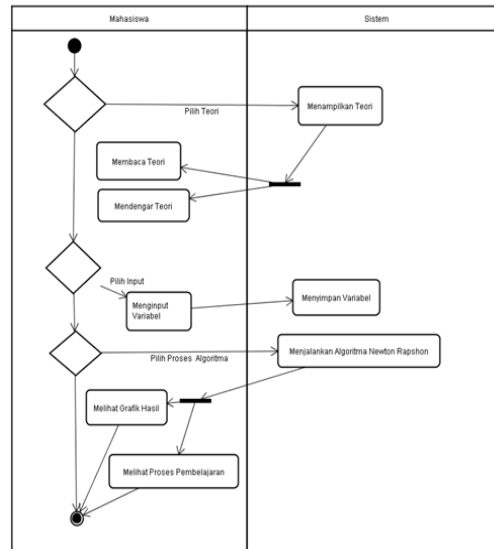 Mahasiswa
Sistem
Pilih Teori
Menampilkan Teori
Membaca Teori
Mendengar Teori
Pilih Input
Menginput
Variabel
Menyimpan Variabel
Pilih Proses Algoritma
Menjalankan Algoritma Newton Rapshon
Melihat Grafik Hasil
Melihat Proses Pembelajaran